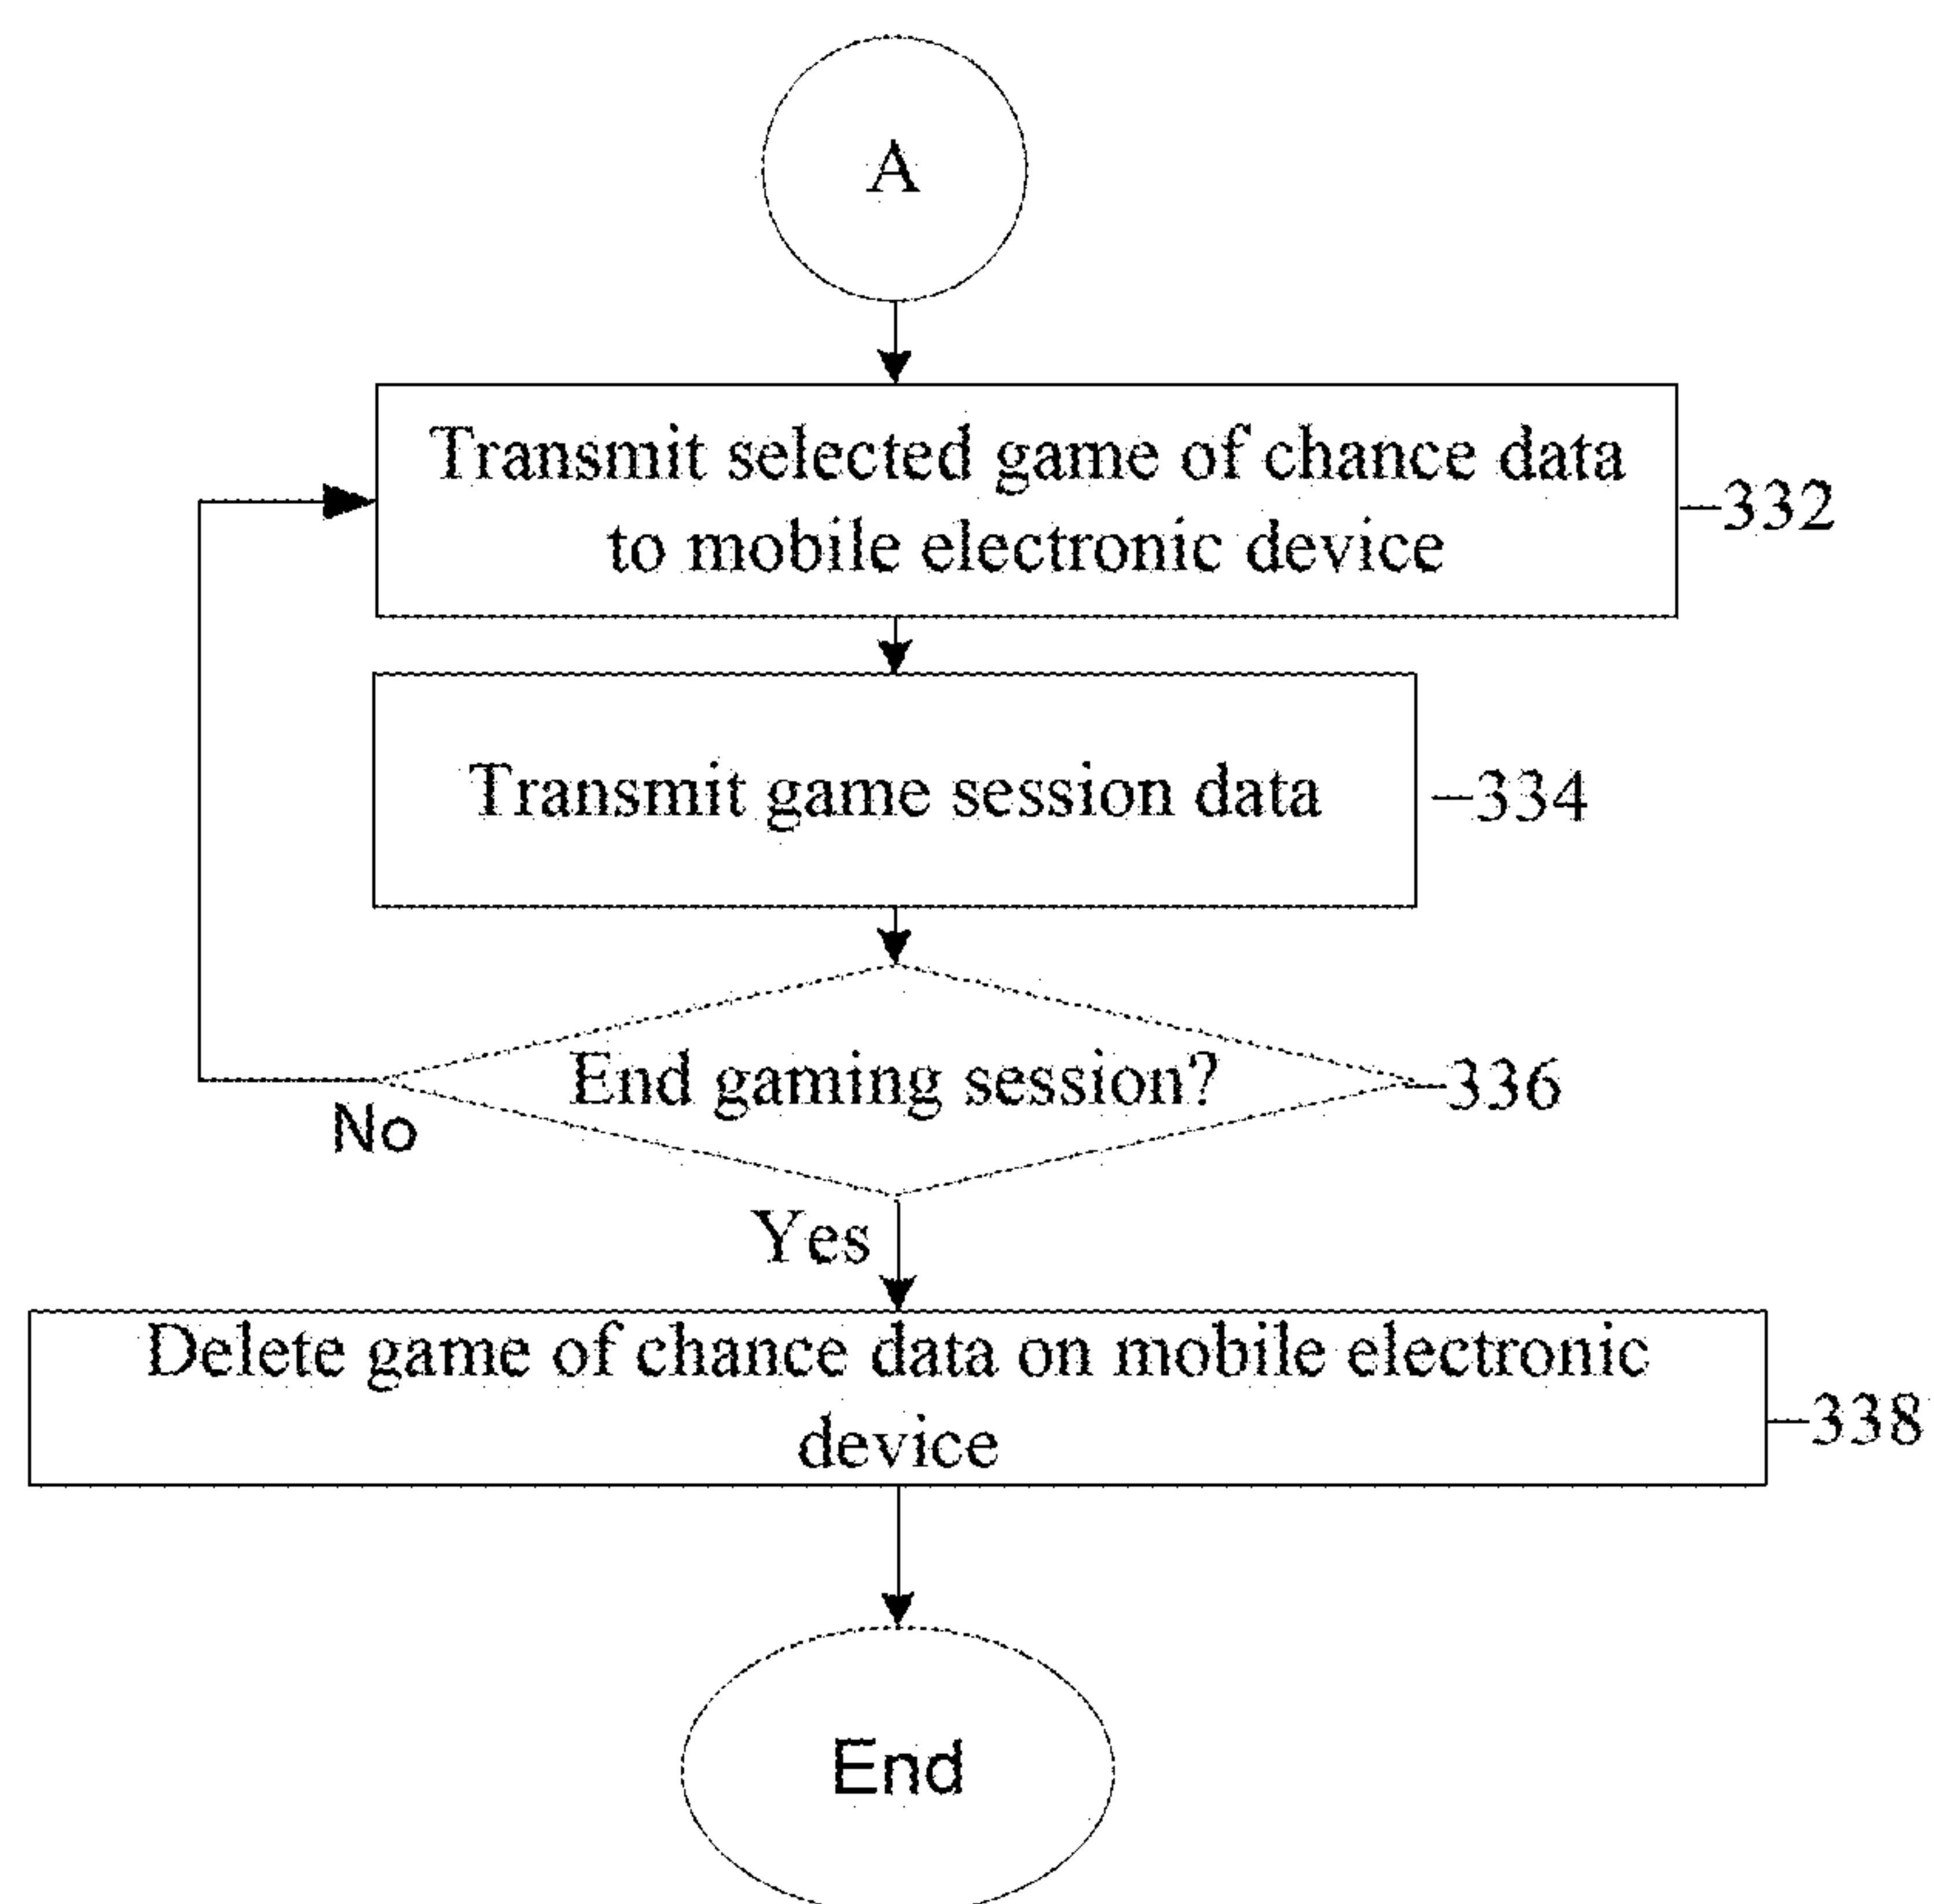 A
Transmit selected game of chance data
to mobile electronic device
332
Transmit game session data
334
End gaming session?
336
No
Yes
Delete game of chance data on mobile electronic
device
338
End